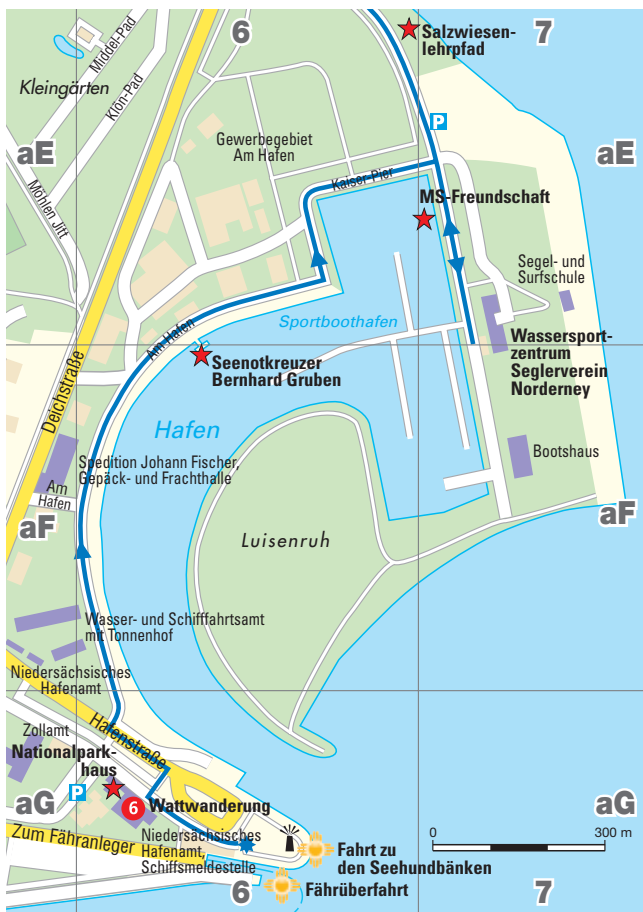 6
7
Salzwiesen-
lehrpfad
Middel-Pad
Kleingärten
Klön-Pad
P
Gewerbegebiet
Am Hafen
aE
aE
Kaiser Pier
MS-Freundschaft
Möhlen Jltt
Segel- und
Surfschule
Sportboothafen
Am Hafen
Wassersport-
zentrum
Seglerverein
Norderney
Seenotkreuzer
Bernhard Gruben
Deichstraße
Hafen
Bootshaus
Spedition Johann Fischer,
Gepäck- und Frachthalle
Am
Hafen
aF
aF
Luisenruh
Wasser- und Schifffahrtsamt
mit Tonnenhof
Niedersächsisches
Hafenamt
Hafenstraße
Zollamt
Nationalpark-
haus
P
aG
6 Wattwanderung
aG
Zum Fähranleger
Niedersächsisches
Hafenamt,
Schiffsmeldestelle
0 300 m
Fahrt zu
den Seehundbänken
Fährüberfahrt
6
7